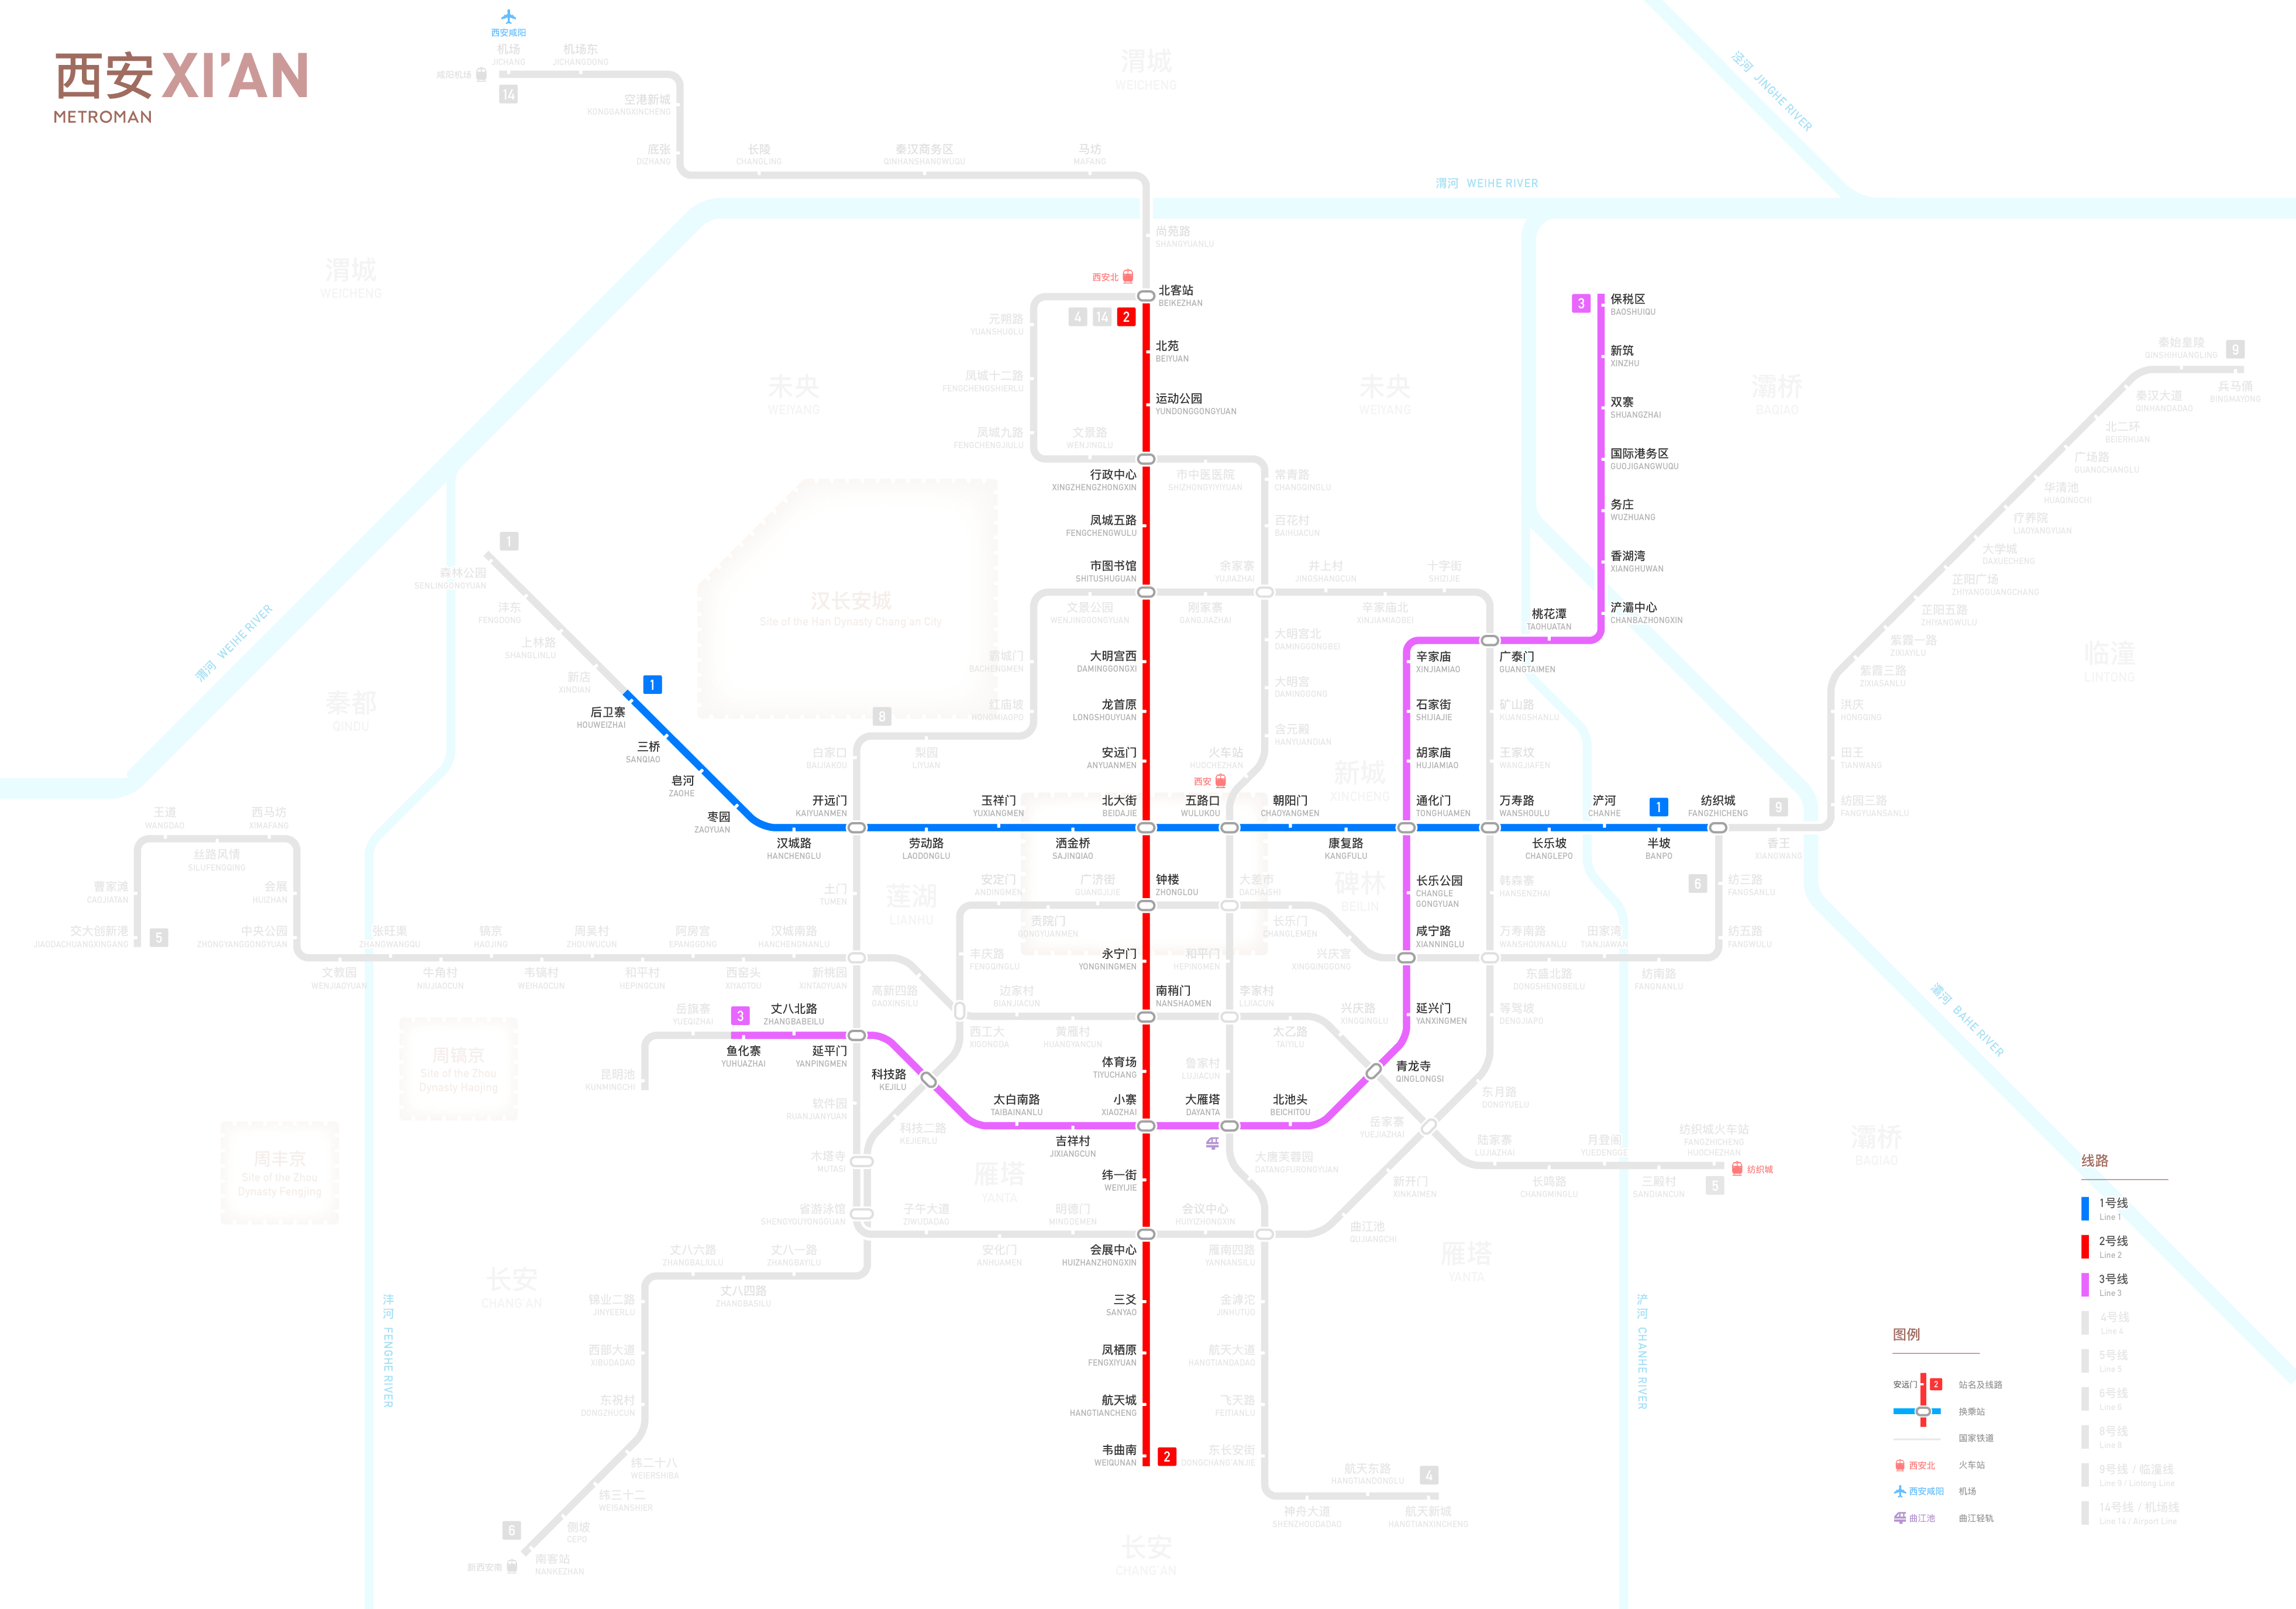 西安 XI'AN
METROMAN
西安咸阳
机场
JICHANG
机场东
JICHANGDONG
咸阳机场
14
空港新城
KONGGANGXINCHENG
底张
DIZHANG
长陵
CHANGLING
秦汉商务区
QINHANSHANGWUQU
马坊
MAFANG
渭城
WEICHENG
泾河 JINGHE RIVER
渭河 WEIHE RIVER
尚苑路
SHANGYUANLU
渭城
WEICHENG
西安北
北客站
BEIKEZHAN
4 14 2
元朔路
YUANSHUOLU
北苑
BEIYUAN
凤城十二路
FENGCHENGSHIERLU
运动公园
YUNDONGGONGYUAN
凤城九路
FENGCHENGJIULU
文景路
WENJINGLU
未央
WEIYANG
未央
WEIYANG
灞桥
BAQIAO
3
保税区
BAOSHUIQU
新筑
XINZHU
双寨
SHUANGZHAI
国际港务区
GUOJIGANGWUQU
务庄
WUZHUANG
香湖湾
XIANGHUWAN
浐灞中心
CHANBAZHONGXIN
桃花潭
TAOHUATAN
广泰门
GUANGTAIMEN
辛家庙
XINJIAMIAO
石家街
SHIJIAJIE
胡家庙
HUJIAMIAO
通化门
TONGHUAMEN
秦始皇陵
QINSHIHUANGLING
9
兵马俑
BINGMAYONG
秦汉大道
QINHANDADAO
北二环
BEIERHUAN
广场路
GUANGCHANGLU
华清池
HUAQINGCHI
疗养院
LIAOYANGYUAN
大学城
DAXUECHENG
芷阳广场
ZHIYANGGUANGCHANG
芷阳五路
ZHIYANGWULU
紫霞一路
ZIXIAYILU
紫霞三路
ZIXIASANLU
洪庆
HONGQING
田王
TIANWANG
纺园三路
FANGYUANSANLU
香王
XIANGWANG
9
临潼
LINTONG
行政中心
XINGZHENGZHONGXIN
市中医医院
SHIZHONGYIYIYUAN
常青路
CHANGQINGLU
凤城五路
FENGCHENGWULU
百花村
BAIHUACUN
市图书馆
SHITUSHUGUAN
余家寨
YUJIAZHAI
井上村
JINGSHANGCUN
十字街
SHIZIJIE
文景公园
WENJINGGONGYUAN
刚家寨
GANGJIAZHAI
辛家庙北
XINJIAMIAOBEI
大明宫北
DAMINGGONGBEI
大明宫西
DAMINGGONGXI
大明宫
DAMINGGONG
龙首原
LONGSHOUYUAN
含元殿
HANYUANDIAN
安远门
ANYUANMEN
火车站
HUOCHEZHAN
西安
矿山路
KUANGSHANLU
王家坟
WANGJIAFEN
新城
XINCHENG
汉长安城
Site of the Han Dynasty Chang'an City
霸城门
BACHENGMEN
红庙坡
HONGMIAOPO
8
白家口
BAIJIAKOU
梨园
LIYUAN
1
森林公园
SENLINGONGYUAN
沣东
FENGDONG
上林路
SHANGLINLU
新店
XINDIAN
1
后卫寨
HOUWEIZHAI
三桥
SANQIAO
皂河
ZAOHE
枣园
ZAOYUAN
渭河 WEIHE RIVER
秦都
QINDU
开远门
KAIYUANMEN
汉城路
HANCHENGLU
劳动路
LAODONGLU
玉祥门
YUXIANGMEN
洒金桥
SAJINQIAO
北大街
BEIDAJIE
五路口
WULUKOU
朝阳门
CHAOYANGMEN
康复路
KANGFULU
万寿路
WANSHOULU
长乐坡
CHANGLEPO
浐河
CHANHE
1
半坡
BANPO
纺织城
FANGZHICHENG
6
纺三路
FANGSANLU
纺五路
FANGWULU
王道
WANGDAO
西马坊
XIMAFANG
丝路风情
SILUFENGQING
曹家滩
CAOJIATAN
会展
HUIZHAN
交大创新港
JIAODACHUANGXINGANG
5
中央公园
ZHONGYANGGONGYUAN
文教园
WENJIAOYUAN
张旺渠
ZHANGWANGQU
牛角村
NIUJIAOCUN
镐京
HAOJING
韦镐村
WEIHAOCUN
周吴村
ZHOUWUCUN
和平村
HEPINGCUN
阿房宫
EPANGGONG
西窑头
XIYAOTOU
汉城南路
HANCHENGNANLU
新桃园
XINTAOYUAN
土门
TUMEN
莲湖
LIANHU
安定门
ANDINGMEN
广济街
GUANGJIJIE
贡院门
GONGYUANMEN
钟楼
ZHONGLOU
大差市
DACHAISHI
长乐门
CHANGLEMEN
碑林
BEILIN
长乐公园
CHANGLE
GONGYUAN
韩森寨
HANSENZHAI
咸宁路
XIANNINGLU
兴庆宫
XINGQINGGONG
万寿南路
WANSHOUNANLU
田家湾
TIANJIAWAN
东盛北路
DONGSHENGBEILU
纺南路
FANGNANLU
永宁门
YONGNINGMEN
和平门
HEPINGMEN
丰庆路
FENGQINGLU
高新四路
GAOXINSILU
边家村
BIANJIACUN
南稍门
NANSHAOMEN
李家村
LIJIACUN
西工大
XIGONGDA
黄雁村
HUANGYANCUN
太乙路
TAIYILU
兴庆路
XINGQINGLU
延兴门
YANXINGMEN
等驾坡
DENGJIAPO
岳旗寨
YUEQIZHAI
3
丈八北路
ZHANGBABEILU
鱼化寨
YUHUAZHAI
延平门
YANPINGMEN
昆明池
KUNMINGCHI
科技路
KEJILU
体育场
TIYUCHANG
鲁家村
LUJIACUN
青龙寺
QINGLONGSI
东月路
DONGYUELU
周镐京
Site of the Zhou
Dynasty Haojing
周丰京
Site of the Zhou
Dynasty Fengjing
软件园
RUANJIANYUAN
科技二路
KEJIERLU
太白南路
TAIBAINANLU
吉祥村
JIXIANGCUN
小寨
XIAOZHAI
大雁塔
DAYANTA
北池头
BEICHITOU
岳家寨
YUEJIAZHAI
陆家寨
LUJIAZHAI
月登阁
YUEDENGGE
纺织城火车站
FANGZHICHENG
HUOCHEZHAN
纺织城
长鸣路
CHANGMINGLU
三殿村
SANDIANCUN
5
灞桥
BAQIAO
灞河 BAHE RIVER
木塔寺
MUTASI
雁塔
YANTA
纬一街
WEIYIJIE
大唐芙蓉园
DATANGFURONGYUAN
新开门
XINKAIMEN
省游泳馆
SHENGYOUYONGGUAN
子午大道
ZIWUDADAO
明德门
MINGDEMEN
会议中心
HUIYIZHONGXIN
曲江池
QUJIANGCHI
安化门
ANHUAMEN
会展中心
HUIZHANZHONGXIN
雁南四路
YANNANSILU
雁塔
YANTA
丈八六路
ZHANGBALIULU
丈八一路
ZHANGBAYILU
丈八四路
ZHANGBASILU
长安
CHANG'AN
锦业二路
JINYEERLU
三爻
SANYAO
金滹沱
JINHUTUO
西部大道
XIBUDADAO
凤栖原
FENGXIYUAN
航天大道
HANGTIANDADAO
东祝村
DONGZHUCUN
航天城
HANGTIANCHENG
飞天路
FEITIANLU
纬二十八
WEIERSHIBA
韦曲南
WEIQUNAN
2
东长安街
DONGCHANG'ANJIE
纬三十二
WEISANSHIER
航天东路
HANGTIANDONGLU
4
神舟大道
SHENZHOUDADAO
航天新城
HANGTIANXINCHENG
6
侧坡
CEPO
新西安南
南客站
NANKEZHAN
长安
CHANG'AN
沣河 FENGHE RIVER
浐河 CHANHE RIVER
图例
安远门 2 站名及线路
换乘站
国家铁道
西安北 火车站
西安咸阳 机场
曲江池 曲江轻轨
线路
1号线
Line 1
2号线
Line 2
3号线
Line 3
4号线
Line 4
5号线
Line 5
6号线
Line 6
8号线
Line 8
9号线 / 临潼线
Line 9 / Lintong Line
14号线 / 机场线
Line 14 / Airport Line